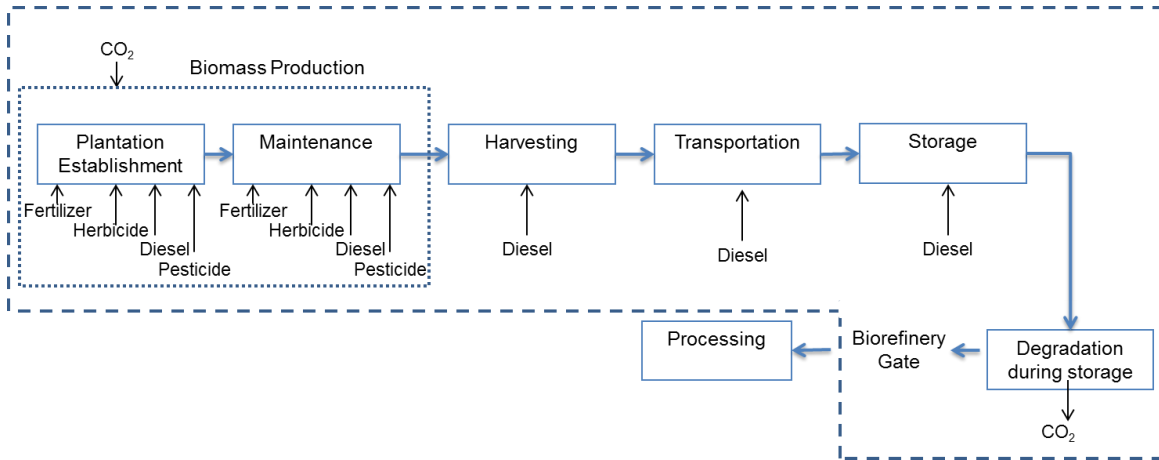 CO₂
Biomass Production
Plantation
Establishment
Maintenance
Harvesting
Transportation
Storage
Fertilizer
Herbicide
Diesel
Pesticide
Fertilizer
Herbicide
Diesel
Pesticide
Diesel
Diesel
Diesel
Processing
Biorefinery
Gate
Degradation
during storage
CO₂